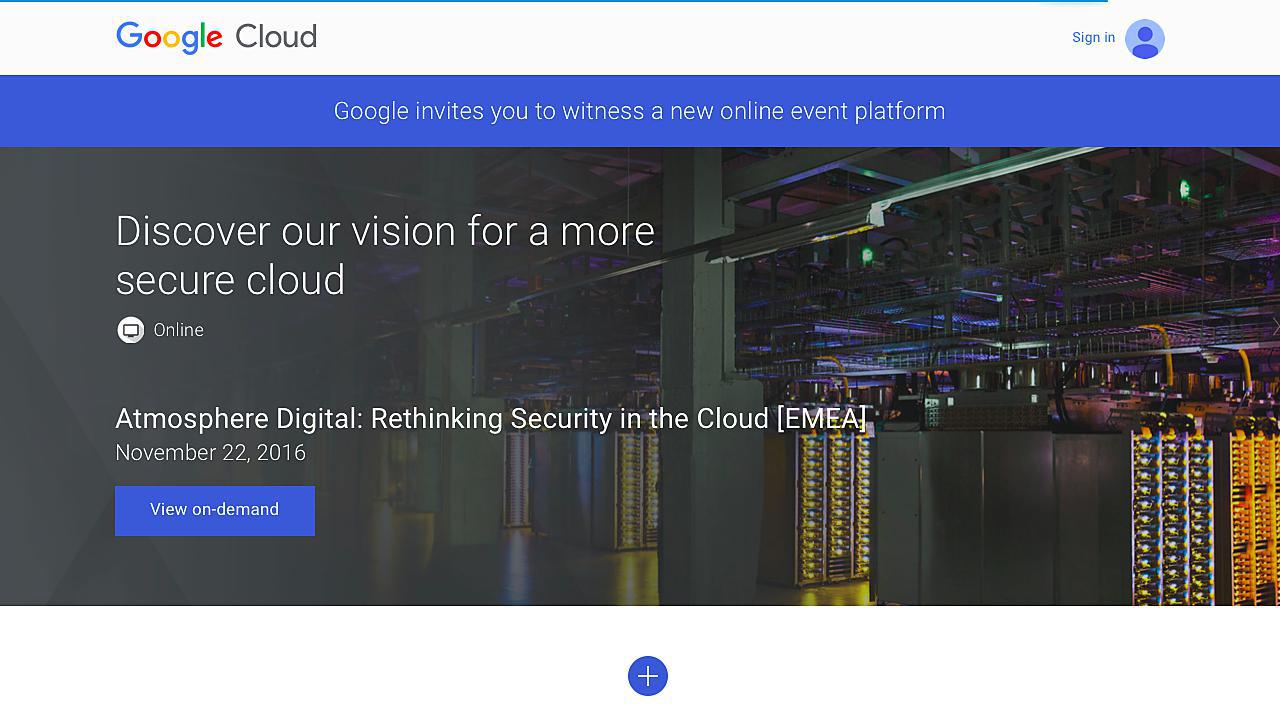 Google Cloud
Sign in
Google invites you to witness a new online event platform
Discover our vision for a more
secure cloud
Online
Atmosphere Digital: Rethinking Security in the Cloud [EMEA]
November 22, 2016
View on-demand